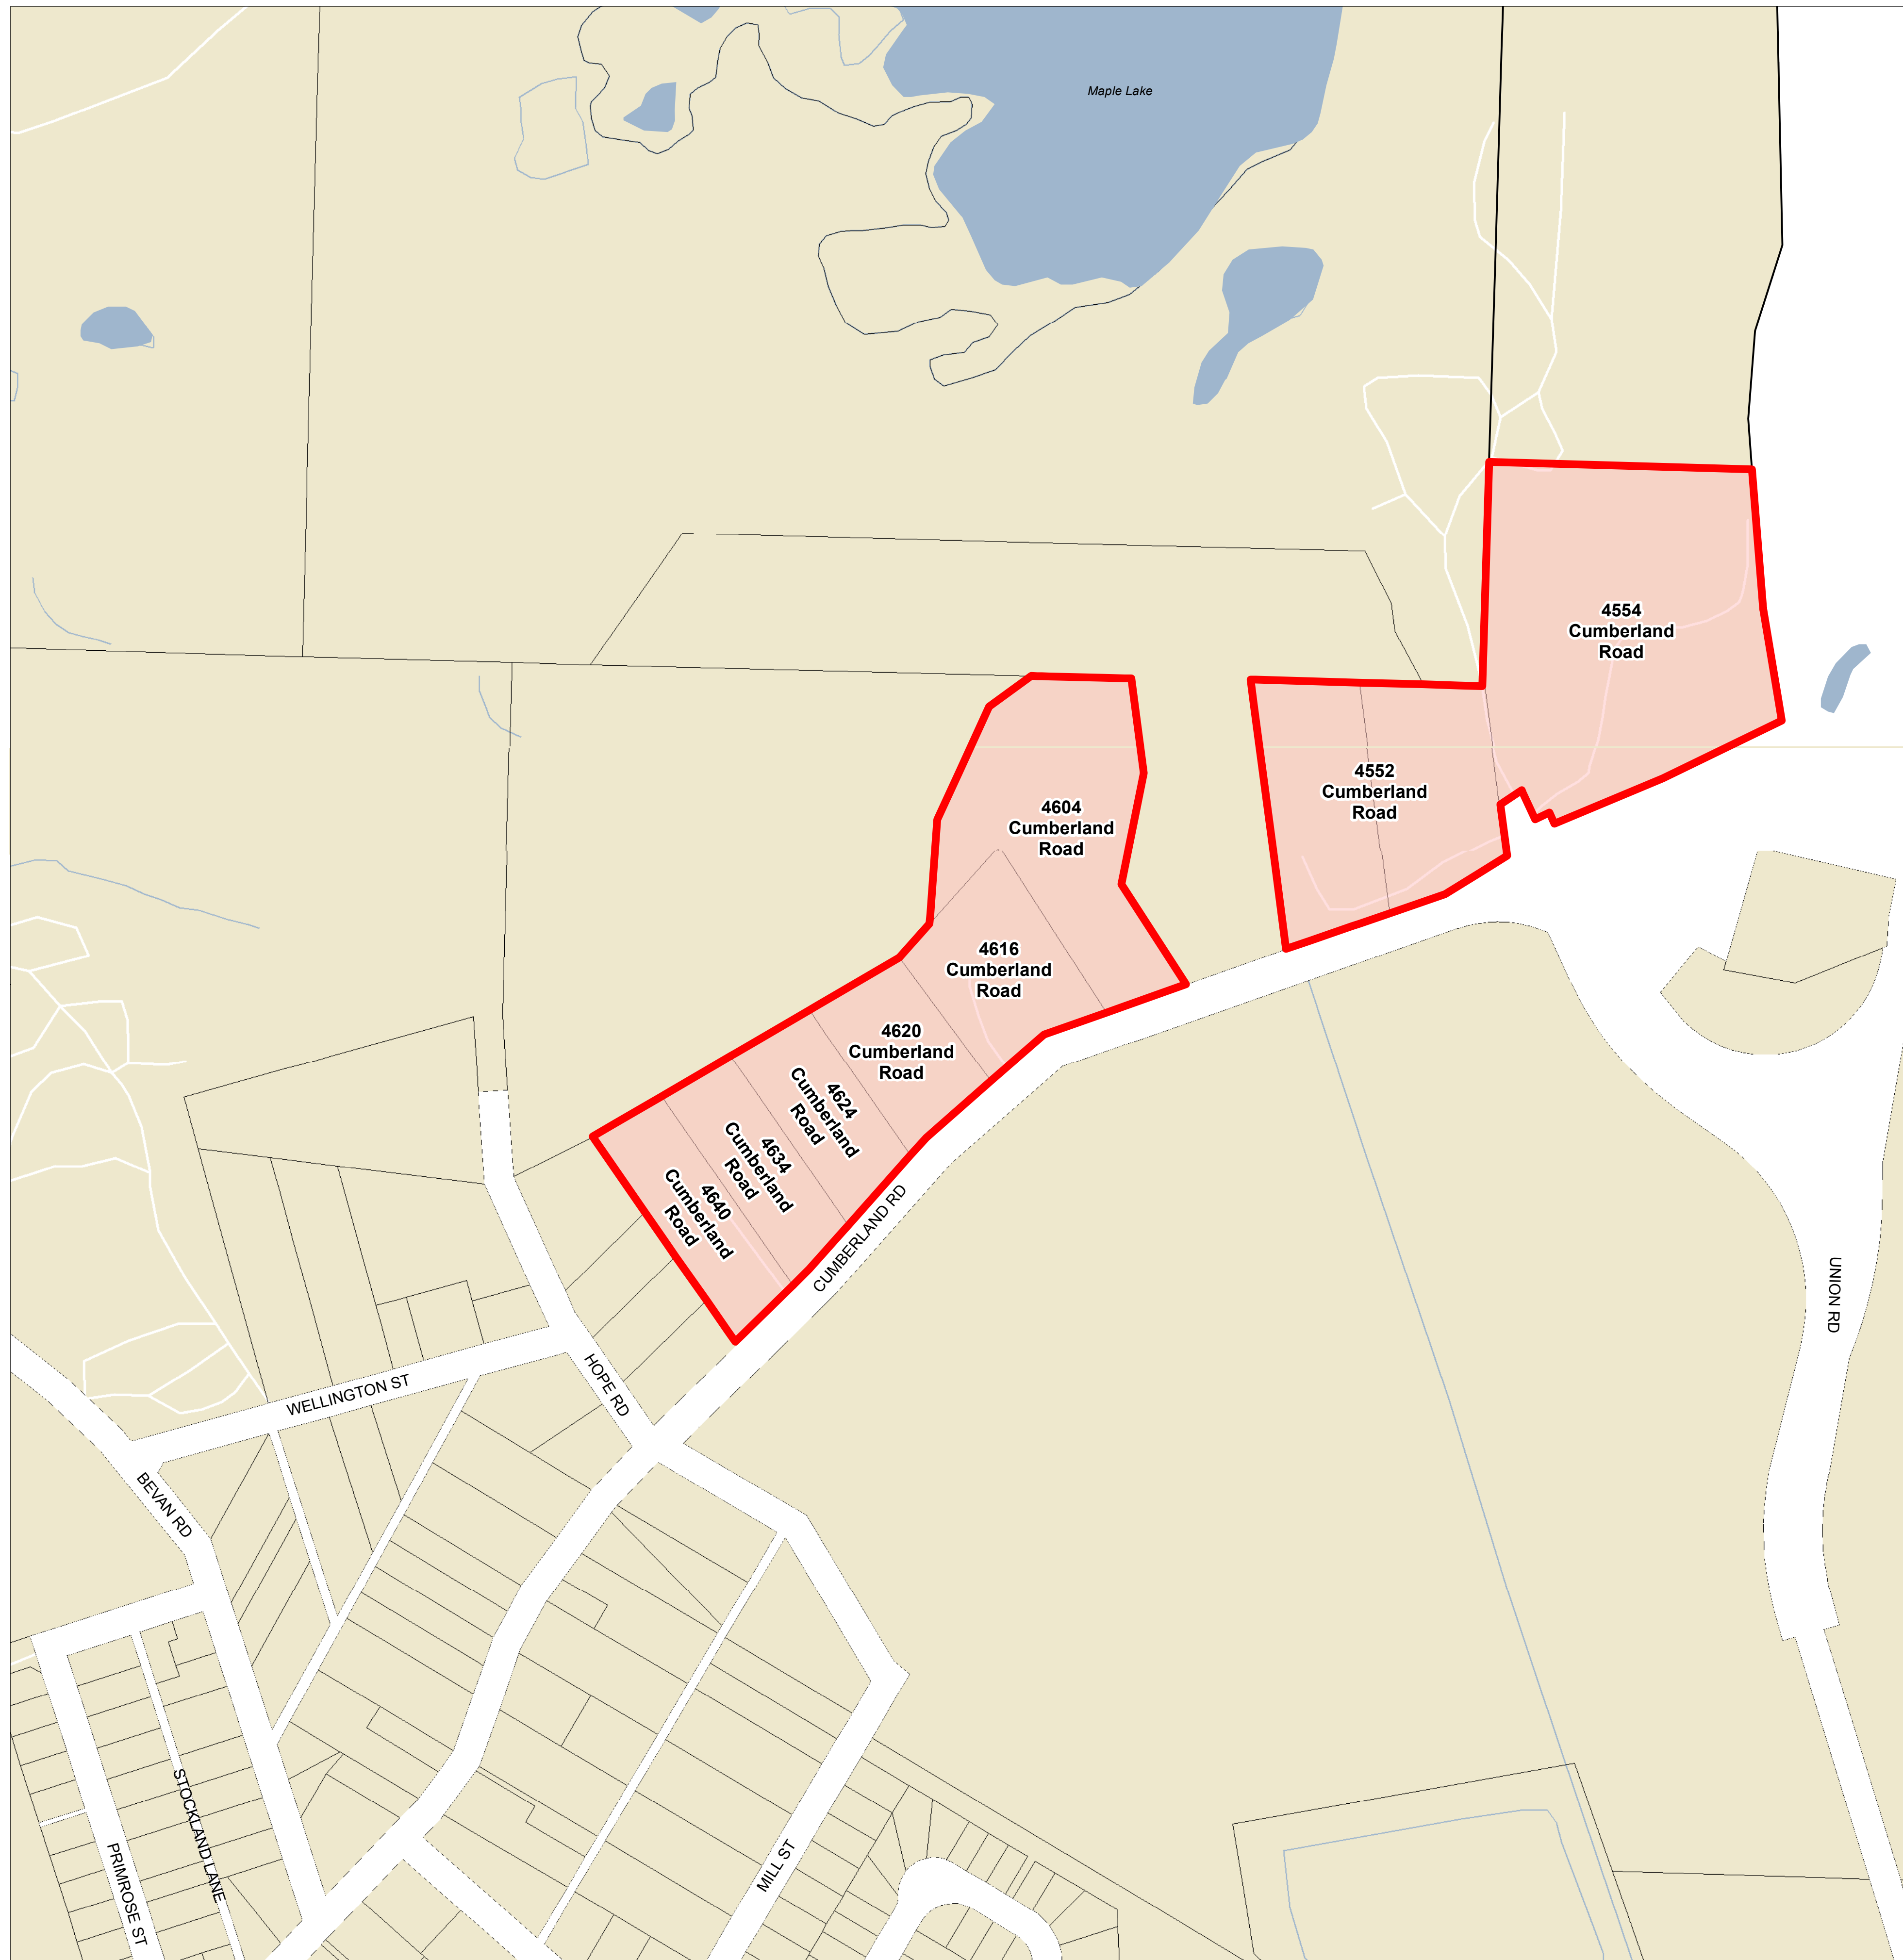 Maple Lake
4554
Cumberland
Road
4552
Cumberland
Road
4604
Cumberland
Road
4616
Cumberland
Road
4620
Cumberland
Road
4624
Cumberland
Road
4634
Cumberland
Road
4640
Cumberland
Road
CUMBERLAND RD
UNION RD
HOPE RD
WELLINGTON ST
BEVAN RD
STOCKLAND LANE
PRIMROSE ST
MILL ST